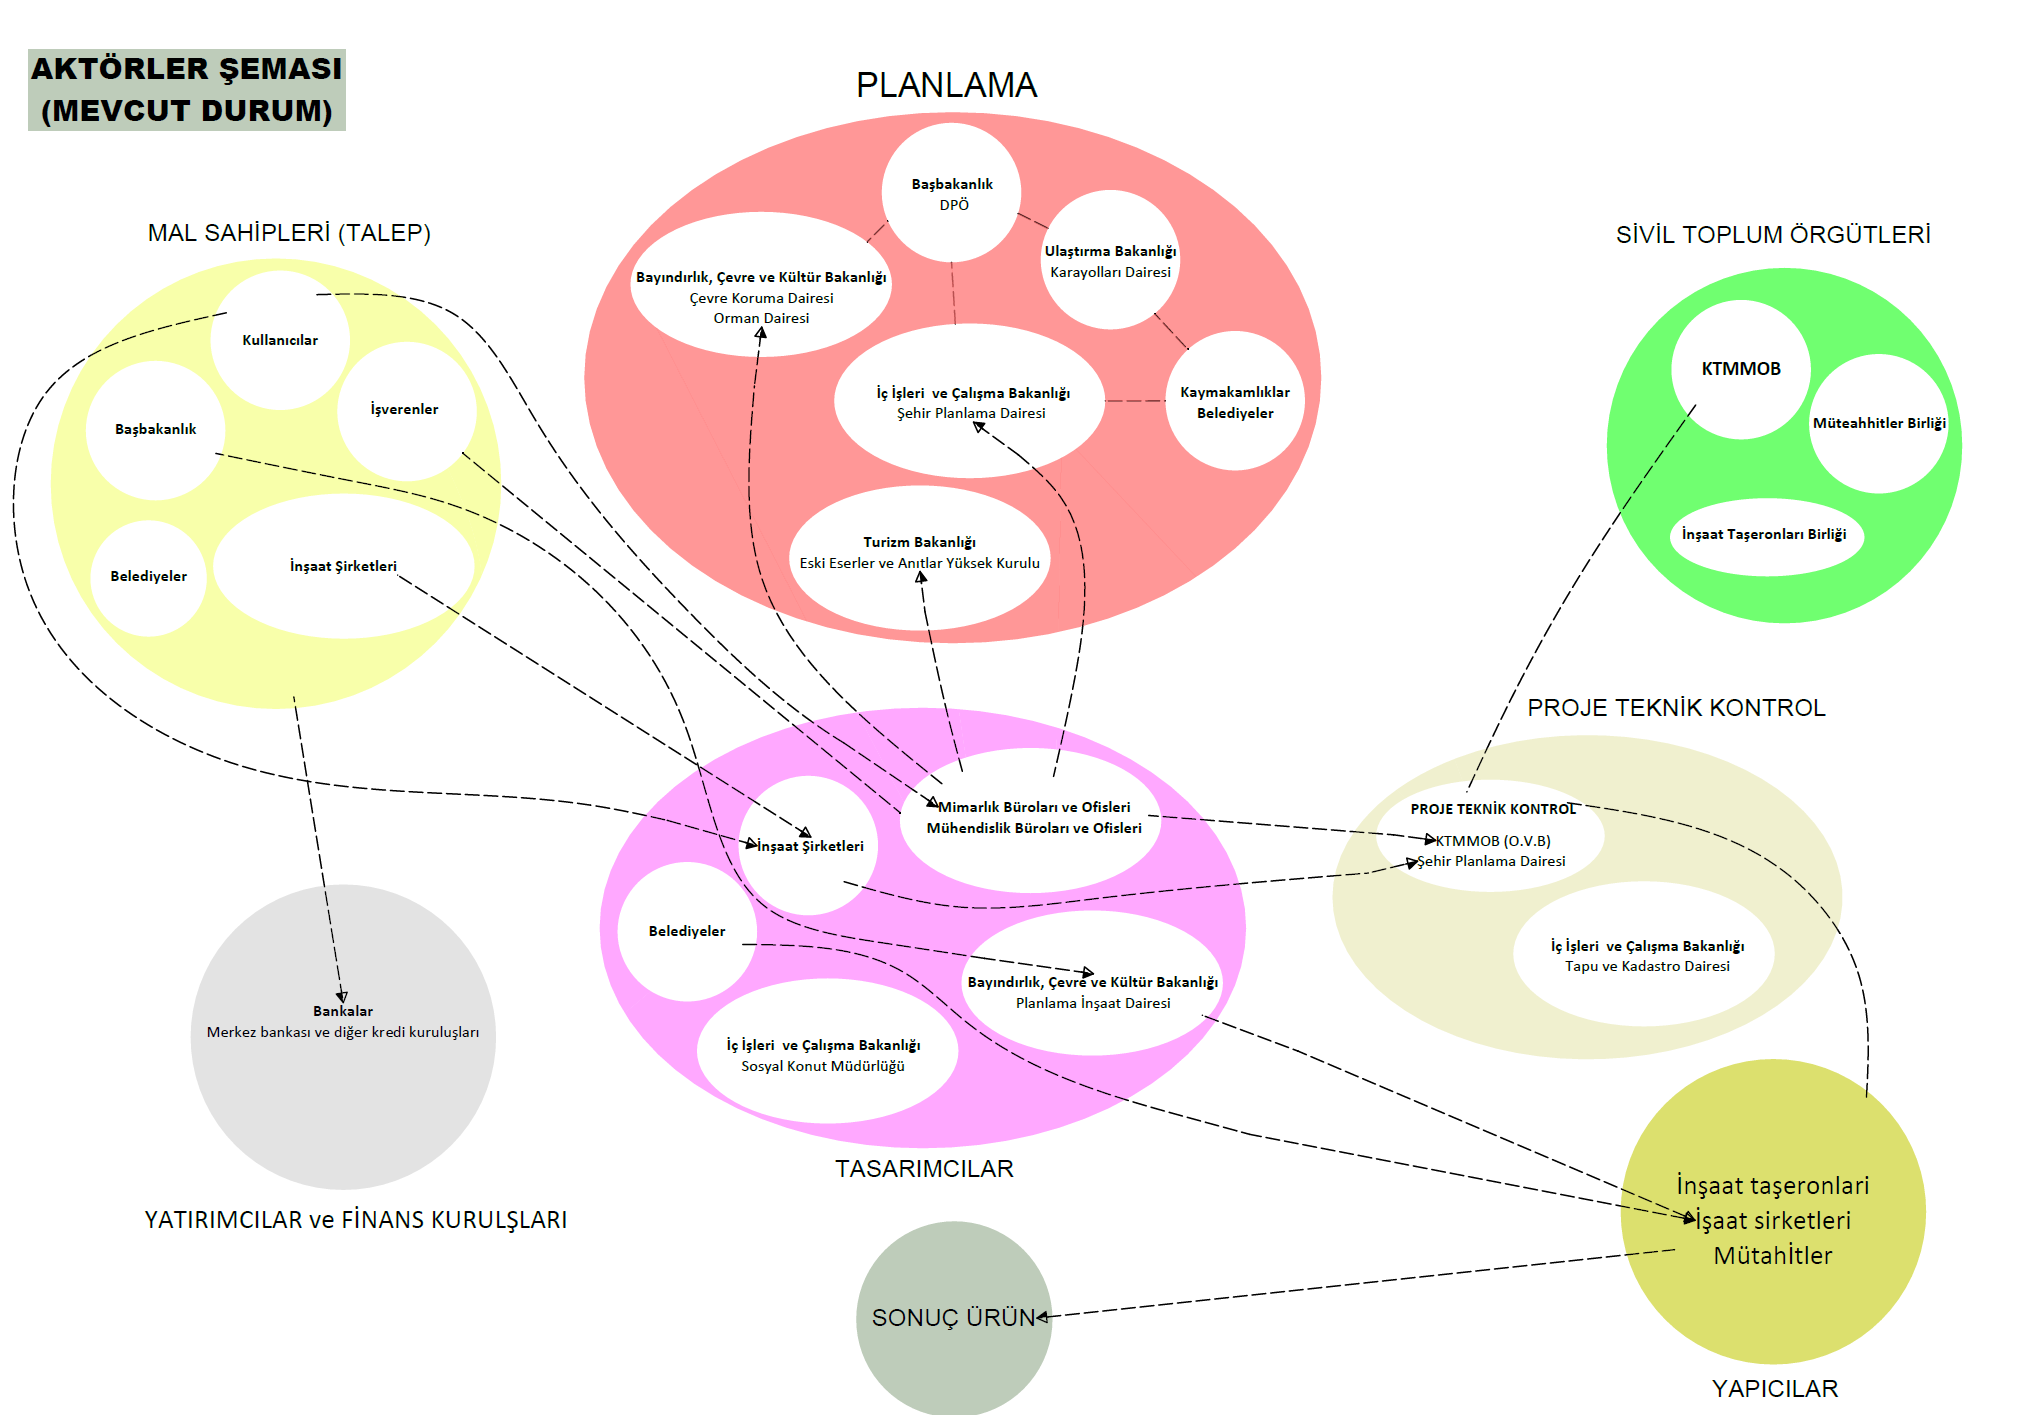 AKTÖRLER ŞEMASI
(MEVCUT DURUM)
PLANLAMA
Başbakanlık
DPÖ
Bayındırlık, Çevre ve Kültür Bakanlığı
Çevre Koruma Dairesi
Orman Dairesi
Ulaştırma Bakanlığı
Karayolları Dairesi
İç İşleri  ve Çalışma Bakanlığı
Şehir Planlama Dairesi
Kaymakamlıklar
Belediyeler
Turizm Bakanlığı
Eski Eserler ve Anıtlar Yüksek Kurulu
MAL SAHİPLERİ (TALEP)
Kullanıcılar
İşverenler
Başbakanlık
İnşaat Şirketleri
Belediyeler
SİVİL TOPLUM ÖRGÜTLERİ
KTMMOB
Müteahhitler Birliği
İnşaat Taşeronları Birliği
PROJE TEKNİK KONTROL
PROJE TEKNİK KONTROL
KTMMOB (O.V.B)
Şehir Planlama Dairesi
İç İşleri  ve Çalışma Bakanlığı
Tapu ve Kadastro Dairesi
Mimarlık Büroları ve Ofisleri
Mühendislik Büroları ve Ofisleri
İnşaat Şirketleri
Belediyeler
Bayındırlık, Çevre ve Kültür Bakanlığı
Planlama İnşaat Dairesi
İç İşleri  ve Çalışma Bakanlığı
Sosyal Konut Müdürlüğü
TASARIMCILAR
Bankalar
Merkez bankası ve diğer kredi kuruluşları
YATIRIMCILAR ve FİNANS KURULŞLARI
İnşaat taşeronlari
İşaat sirketleri
Mütahİtler
YAPICILAR
SONUÇ ÜRÜN